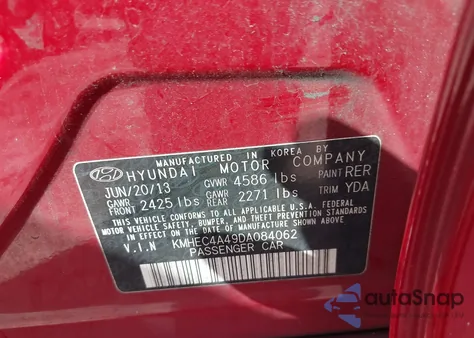 MANUFACTURED IN KOREA BY
HYUNDAI MOTOR COMPANY
JUN/20/13 GVWR 4586 lbs PAINT RER
GAWR FRONT 2425 lbs GAWR REAR 2271 lbs TRIM YDA
THIS VEHICLE CONFORMS TO ALL APPLICABLE U.S.A. FEDERAL
MOTOR VEHICLE SAFETY, BUMPER, AND THEFT PREVENTION
STANDARDS IN EFFECT ON THE DATE OF MANUFACTURE SHOWN ABOVE.
V.I.N KMHEC4A49DA084062
PASSENGER CAR
autoSnap